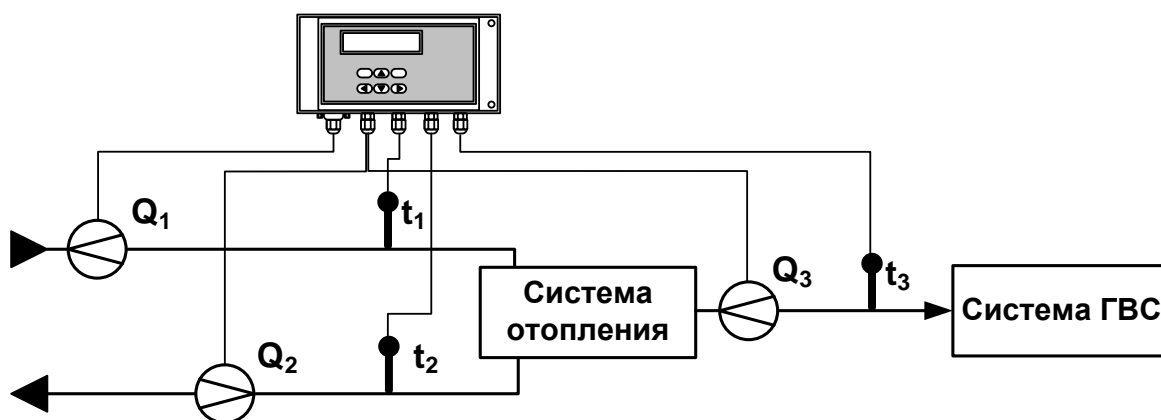 Q₁
t₁
Q₂
t₂
Система
отопления
Q₃
t₃
Система ГВС